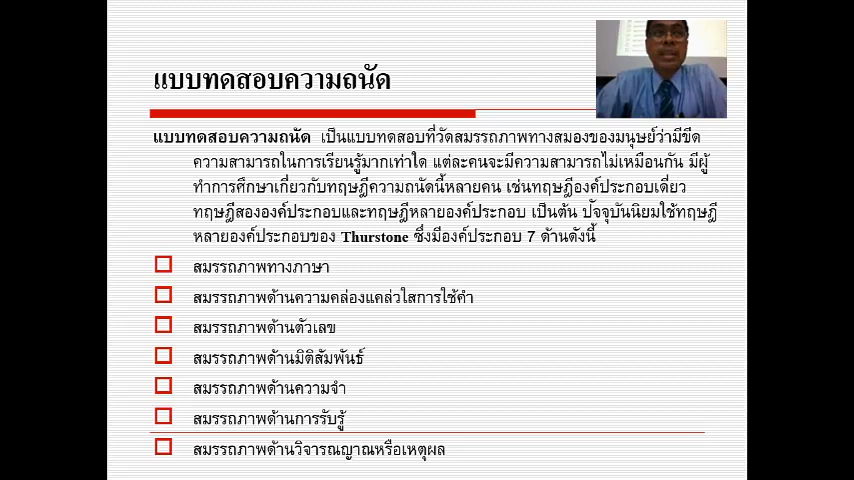 แบบทดสอบความถนัด
แบบทดสอบความถนัด เป็นแบบทดสอบที่วัดสมรรถภาพทางสมองของมนุษย์ว่ามีขีด
ความสามารถในการเรียนรู้มากเท่าใด แต่ละคนจะมีความสามารถไม่เหมือนกัน มีผู้
ทำการศึกษาเกี่ยวกับทฤษฎีความถนัดนี้หลายคน เช่นทฤษฎีองค์ประกอบเดี่ยว
ทฤษฎีสององค์ประกอบและทฤษฎีหลายองค์ประกอบ เป็นต้น ปัจจุบันนิยมใช้ทฤษฎี
หลายองค์ประกอบของ Thurstone ซึ่งมีองค์ประกอบ 7 ด้านดังนี้
สมรรถภาพทางภาษา
สมรรถภาพด้านความคล่องแคล่วใสการใช้คำ
สมรรถภาพด้านตัวเลข
สมรรถภาพด้านมิติสัมพันธ์
สมรรถภาพด้านความจำ
สมรรถภาพด้านการรับรู้
สมรรถภาพด้านวิจารณญาณหรือเหตุผล